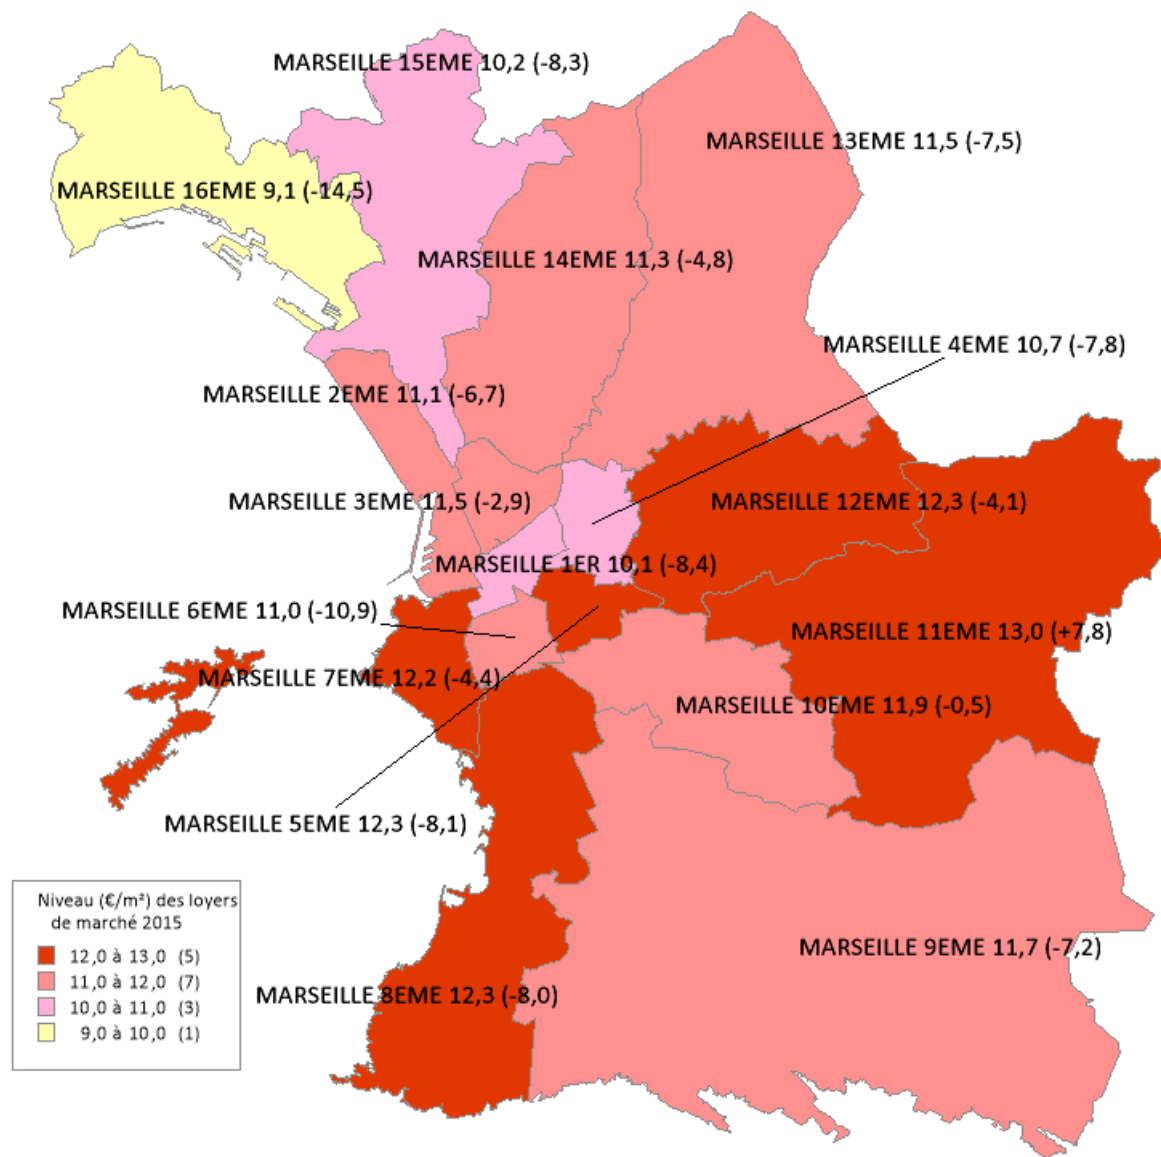 MARSEILLE 15EME 10,2 (-8,3)
MARSEILLE 13EME 11,5 (-7,5)
MARSEILLE 16EME 9,1 (-14,5)
MARSEILLE 14EME 11,3 (-4,8)
MARSEILLE 4EME 10,7 (-7,8)
MARSEILLE 2EME 11,1 (-6,7)
MARSEILLE 3EME 11,5 (-2,9)
MARSEILLE 12EME 12,3 (-4,1)
MARSEILLE 1ER 10,1 (-8,4)
MARSEILLE 6EME 11,0 (-10,9)
MARSEILLE 11EME 13,0 (+7,8)
MARSEILLE 7EME 12,2 (-4,4)
MARSEILLE 10EME 11,9 (-0,5)
MARSEILLE 5EME 12,3 (-8,1)
Niveau (€/m²) des loyers
de marché 2015
12,0 à 13,0 (5)
11,0 à 12,0 (7)
10,0 à 11,0 (3)
9,0 à 10,0 (1)
MARSEILLE 9EME 11,7 (-7,2)
MARSEILLE 8EME 12,3 (-8,0)